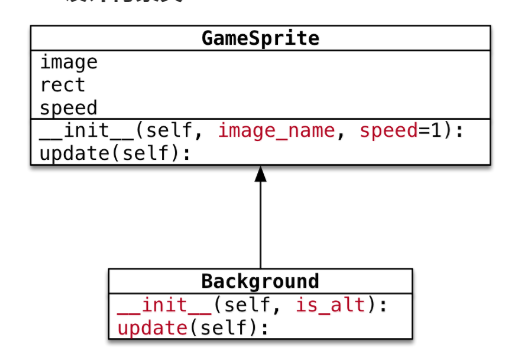 GameSprite
image
rect
speed
__init__(self, image_name, speed=1):
update(self):
Background
__init__(self, is_alt):
update(self):